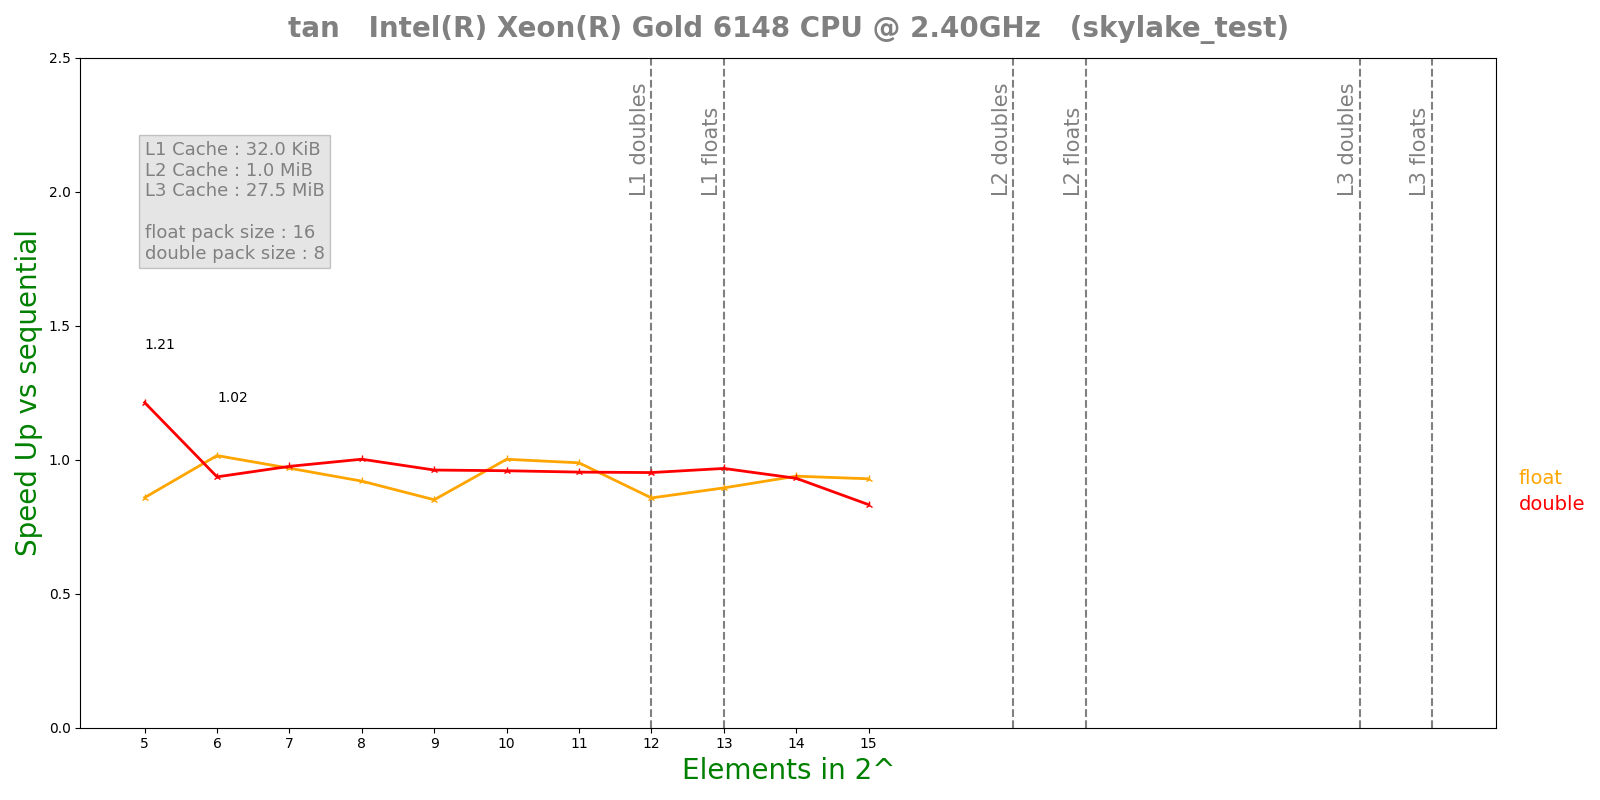 tan   Intel(R) Xeon(R) Gold 6148 CPU @ 2.40GHz   (skylake_test)
2.5
2.0
1.5
1.0
0.5
0.0
Speed Up vs sequential
L1 Cache : 32.0 KiB
L2 Cache : 1.0 MiB
L3 Cache : 27.5 MiB
float pack size : 16
double pack size : 8
1.21
1.02
L1 doubles
L1 floats
L2 doubles
L2 floats
L3 doubles
L3 floats
float
double
5 6 7 8 9 10 11 12 13 14 15
Elements in 2^